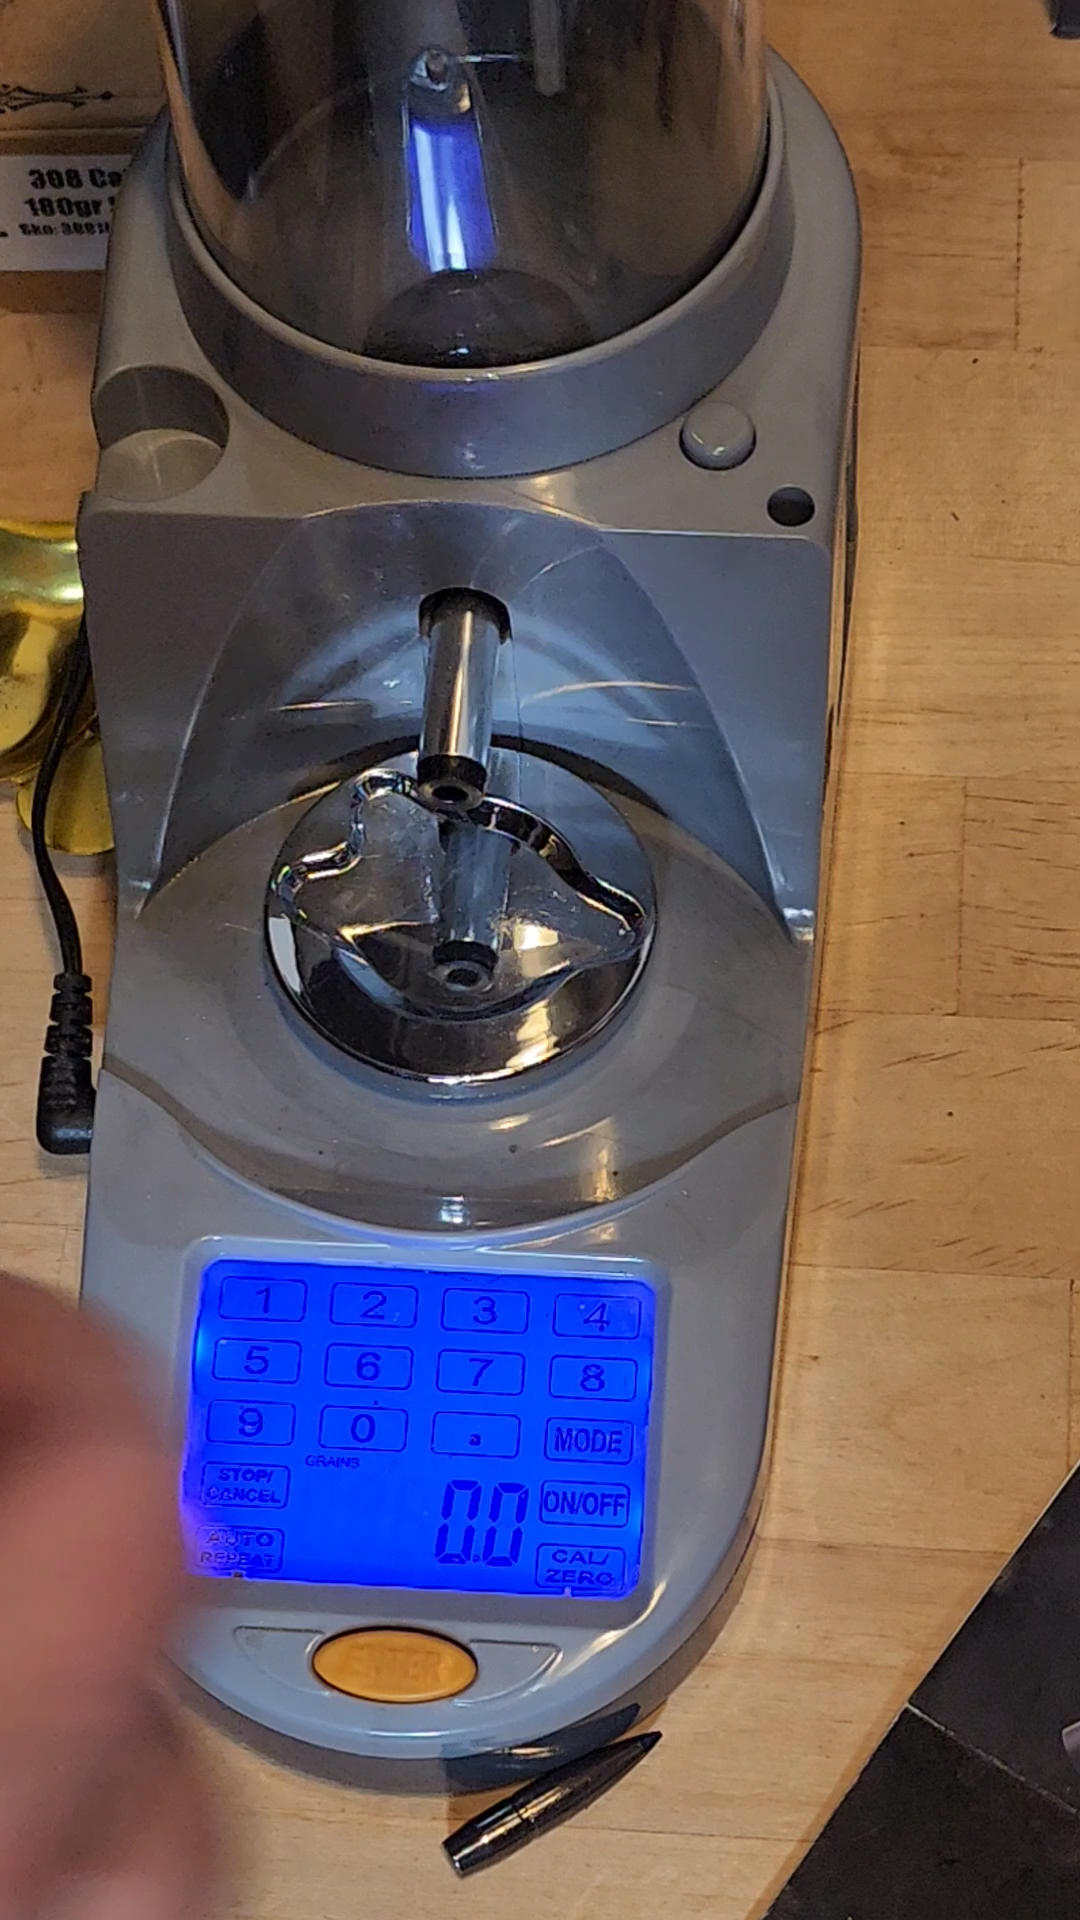 308 Ca
180gr
1 2 3 4
5 6 7 8
9 0 . MODE
GRAINS
STOP/
CANCEL
0.0
ON/OFF
AUTO
REPEAT
CAL/
ZERO
ENTER